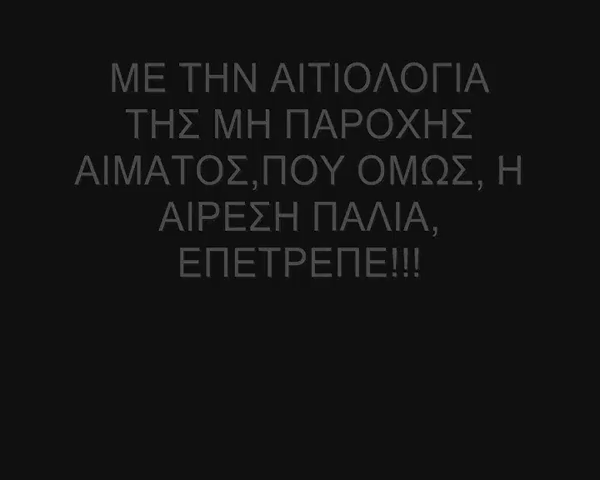 ΜΕ ΤΗΝ ΑΙΤΙΟΛΟΓΙΑ
ΤΗΣ ΜΗ ΠΑΡΟΧΗΣ
ΑΙΜΑΤΟΣ,ΠΟΥ ΟΜΩΣ, Η
ΑΙΡΕΣΗ ΠΑΛΙΑ,
ΕΠΕΤΡΕΠΕ!!!